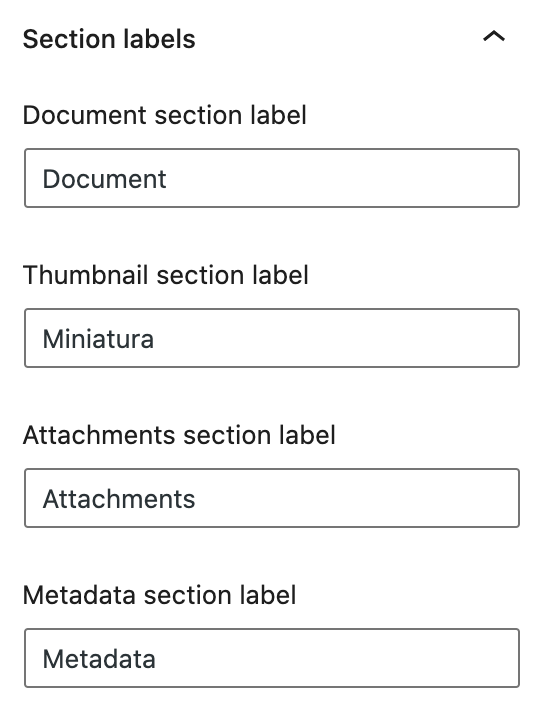 Section labels
Document section label
Document
Thumbnail section label
Miniatura
Attachments section label
Attachments
Metadata section label
Metadata